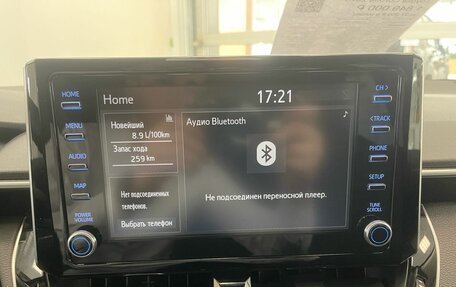 HOME
MENU
AUDIO
MAP
POWER
VOLUME
Home
17:21
Новейший
8.9 L/100km
Запас хода
259 km
Нет подсоединенных
телефонов.
Выбрать телефон
Аудио Bluetooth
Не подсоединен переносной плеер.
CH >
< TRACK
PHONE
SETUP
TUNE
SCROLL